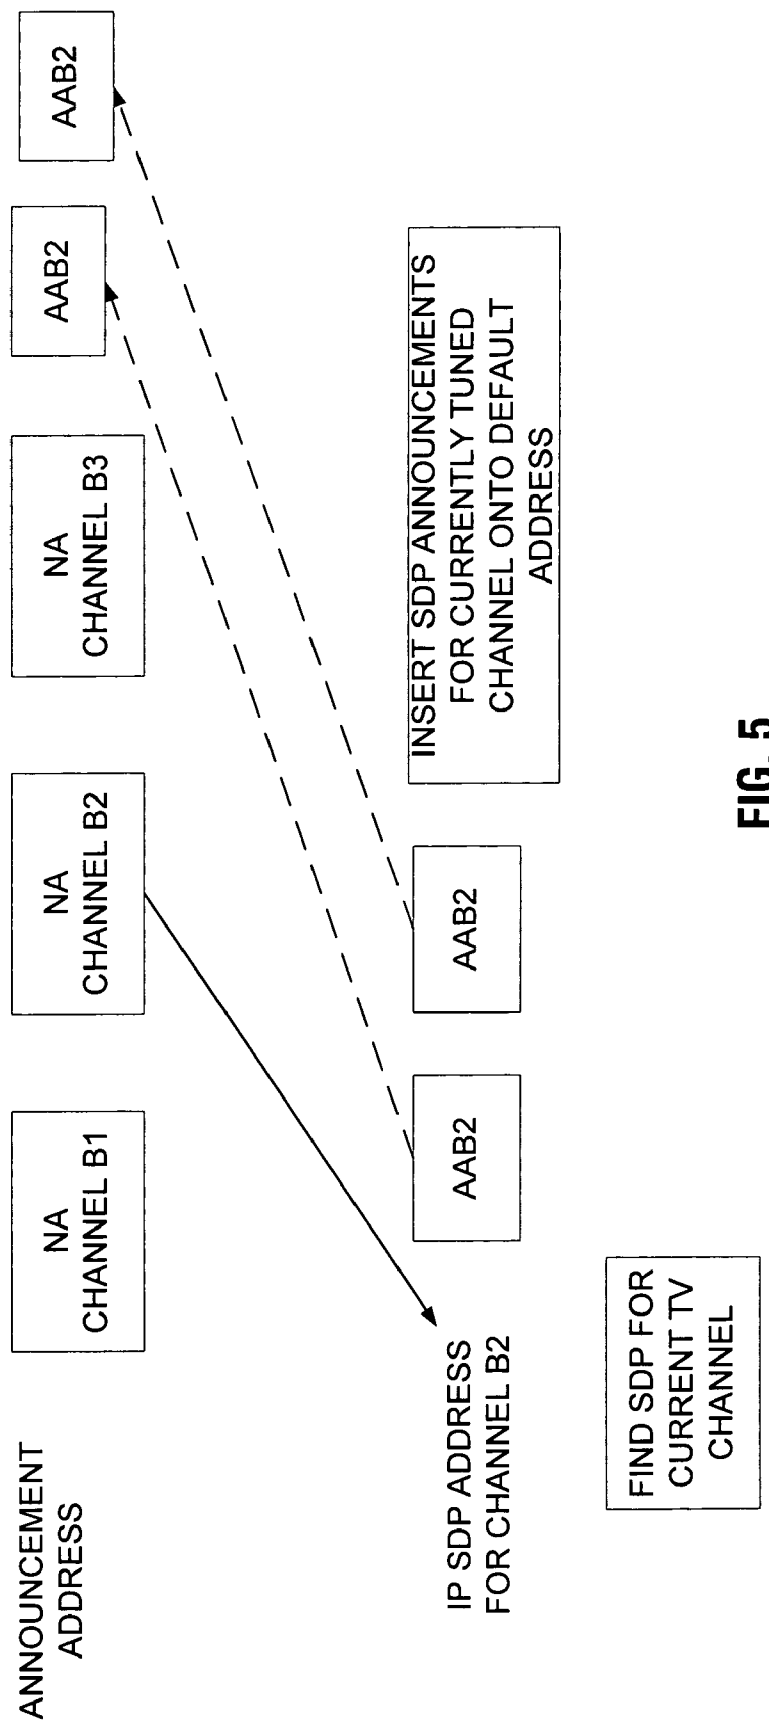 ANNOUNCEMENT
ADDRESS
NA
CHANNEL B1
NA
CHANNEL B2
NA
CHANNEL B3
AAB2
AAB2
IP SDP ADDRESS
FOR CHANNEL B2
AAB2
AAB2
INSERT SDP ANNOUNCEMENTS
FOR CURRENTLY TUNED
CHANNEL ONTO DEFAULT
ADDRESS
FIND SDP FOR
CURRENT TV
CHANNEL
FIG. 5